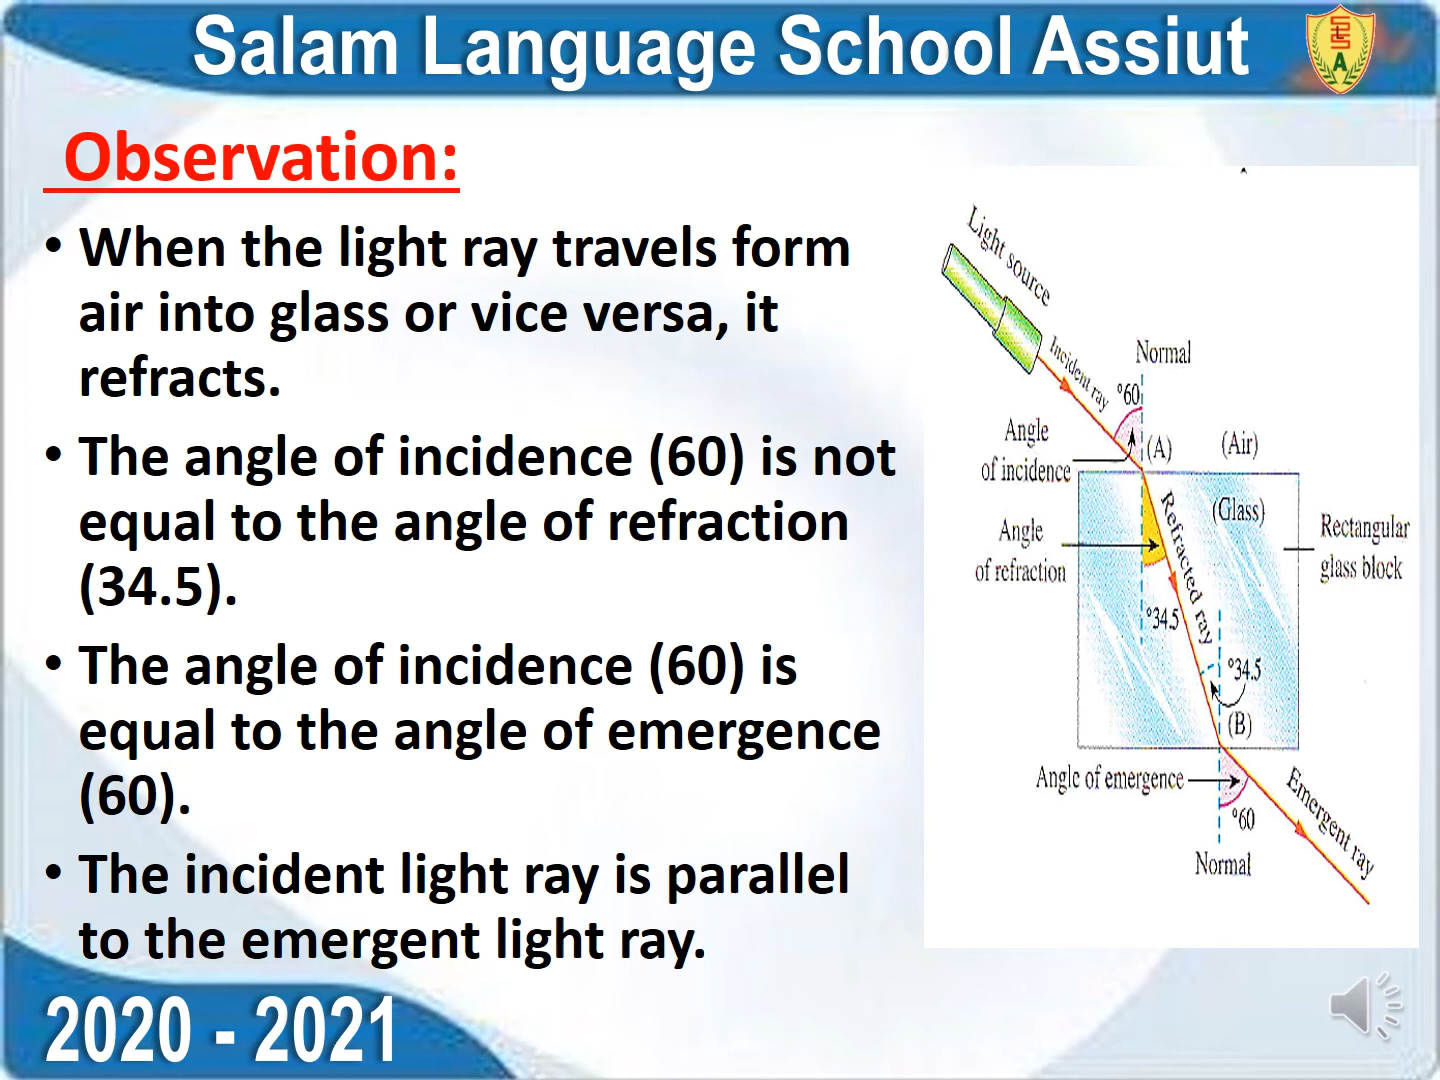 Salam Language School Assiut
S
E
S
A
Observation:
• When the light ray travels form
air into glass or vice versa, it
refracts.
• The angle of incidence (60) is not
equal to the angle of refraction
(34.5).
• The angle of incidence (60) is
equal to the angle of emergence
(60).
• The incident light ray is parallel
to the emergent light ray.
Light source
Incident ray
Normal
°60
Angle
of incidence
(A)
(Air)
(Glass)
Angle
of refraction
Refracted ray
Rectangular
glass block
°34.5
°34.5
(B)
Angle of emergence
°60
Emergent ray
Normal
2020 - 2021